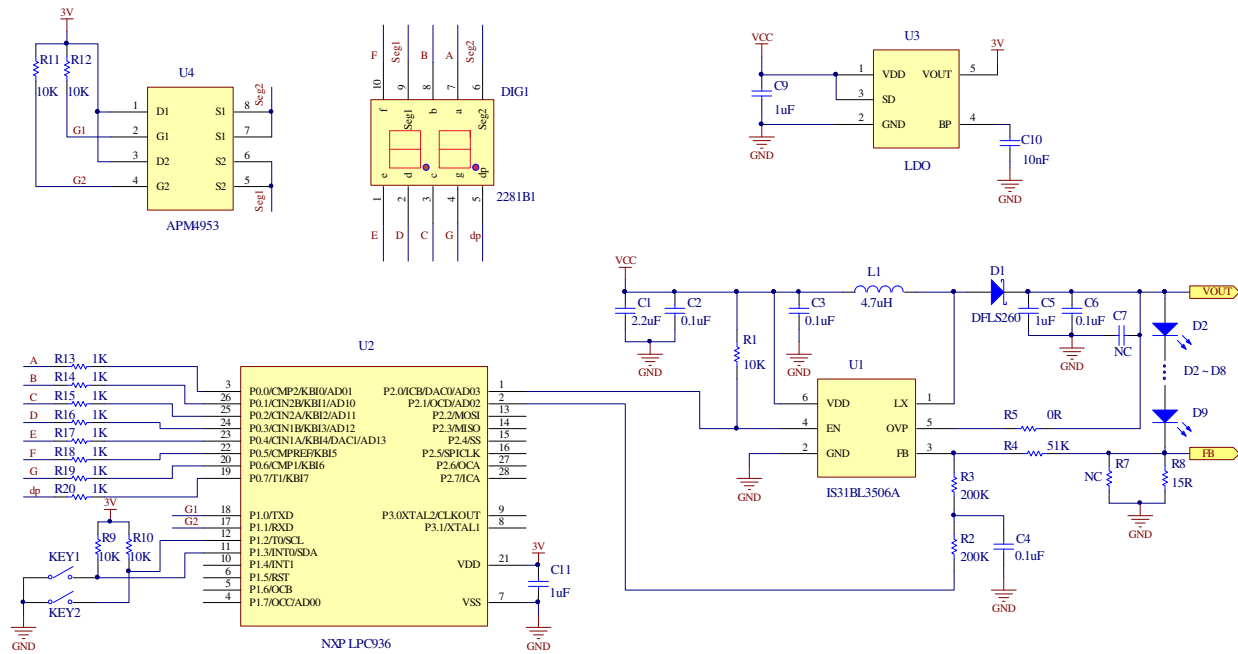 3V
R11
R12
10K
10K
U4
1
D1
S1
8
2
G1
S1
7
3
D2
S2
6
4
G2
S2
5
G1
G2
Seg2
Seg1
APM4953
F
Seg1
B
A
Seg2
10
9
8
7
6
DIG1
f
Seg1
b
a
Seg2
e
d
c
g
dp
1
2
3
4
5
2281B1
E
D
C
G
dp
VCC
U3
3V
1
VDD
VOUT
5
3
SD
2
GND
BP
4
C9
1uF
GND
C10
10nF
GND
LDO
VCC
C1
2.2uF
C2
0.1uF
GND
R1
10K
C3
0.1uF
GND
L1
4.7uH
D1
DFLS260
C5
1uF
C6
0.1uF
C7
NC
GND
VOUT
D2
D2~D8
D9
FB
U1
6
VDD
LX
1
4
EN
OVP
5
2
GND
FB
3
IS31BL3506A
GND
R5
0R
R4
51K
R3
200K
R2
200K
C4
0.1uF
GND
R7
NC
R8
15R
GND
U2
A
R13
1K
3
P0.0/CMP2/KBI0/AD01
P2.0/ICB/DAC0/AD03
1
B
R14
1K
26
P0.1/CIN2B/KBI1/AD10
P2.1/OCD/AD02
2
C
R15
1K
25
P0.2/CIN2A/KBI2/AD11
P2.2/MOSI
13
D
R16
1K
24
P0.3/CIN1B/KBI3/AD12
P2.3/MISO
14
E
R17
1K
23
P0.4/CIN1A/KBI4/DAC1/AD13
P2.4/SS
15
F
R18
1K
22
P0.5/CMPREF/KBI5
P2.5/SPICLK
16
G
R19
1K
20
P0.6/CMP1/KBI6
P2.6/OCA
27
dp
R20
1K
19
P0.7/T1/KBI7
P2.7/ICA
28
3V
G1
18
P1.0/TXD
P3.0XTAL2/CLKOUT
9
G2
17
P1.1/RXD
P3.1/XTAL1
8
12
P1.2/T0/SCL
11
P1.3/INT0/SDA
10
P1.4/INT1
VDD
21
6
P1.5/RST
5
P1.6/OCB
4
P1.7/OCC/AD00
VSS
7
R9
10K
R10
10K
KEY1
KEY2
GND
3V
C11
1uF
GND
NXP LPC936